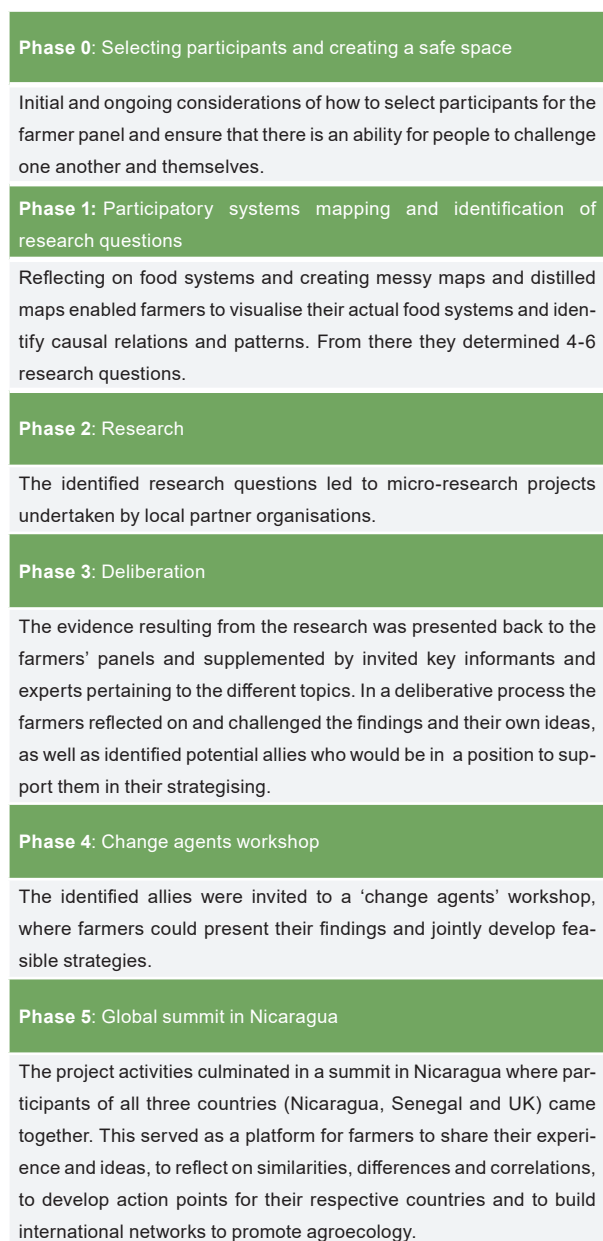 Phase 0: Selecting participants and creating a safe space
Initial and ongoing considerations of how to select participants for the
farmer panel and ensure that there is an ability for people to challenge
one another and themselves.
Phase 1: Participatory systems mapping and identification of
research questions
Reflecting on food systems and creating messy maps and distilled
maps enabled farmers to visualise their actual food systems and iden-
tify causal relations and patterns. From there they determined 4-6
research questions.
Phase 2: Research
The identified research questions led to micro-research projects
undertaken by local partner organisations.
Phase 3: Deliberation
The evidence resulting from the research was presented back to the
farmers’ panels and supplemented by invited key informants and
experts pertaining to the different topics. In a deliberative process the
farmers reflected on and challenged the findings and their own ideas,
as well as identified potential allies who would be in a position to sup-
port them in their strategising.
Phase 4: Change agents workshop
The identified allies were invited to a ‘change agents’ workshop,
where farmers could present their findings and jointly develop fea-
sible strategies.
Phase 5: Global summit in Nicaragua
The project activities culminated in a summit in Nicaragua where par-
ticipants of all three countries (Nicaragua, Senegal and UK) came
together. This served as a platform for farmers to share their experi-
ence and ideas, to reflect on similarities, differences and correlations,
to develop action points for their respective countries and to build
international networks to promote agroecology.